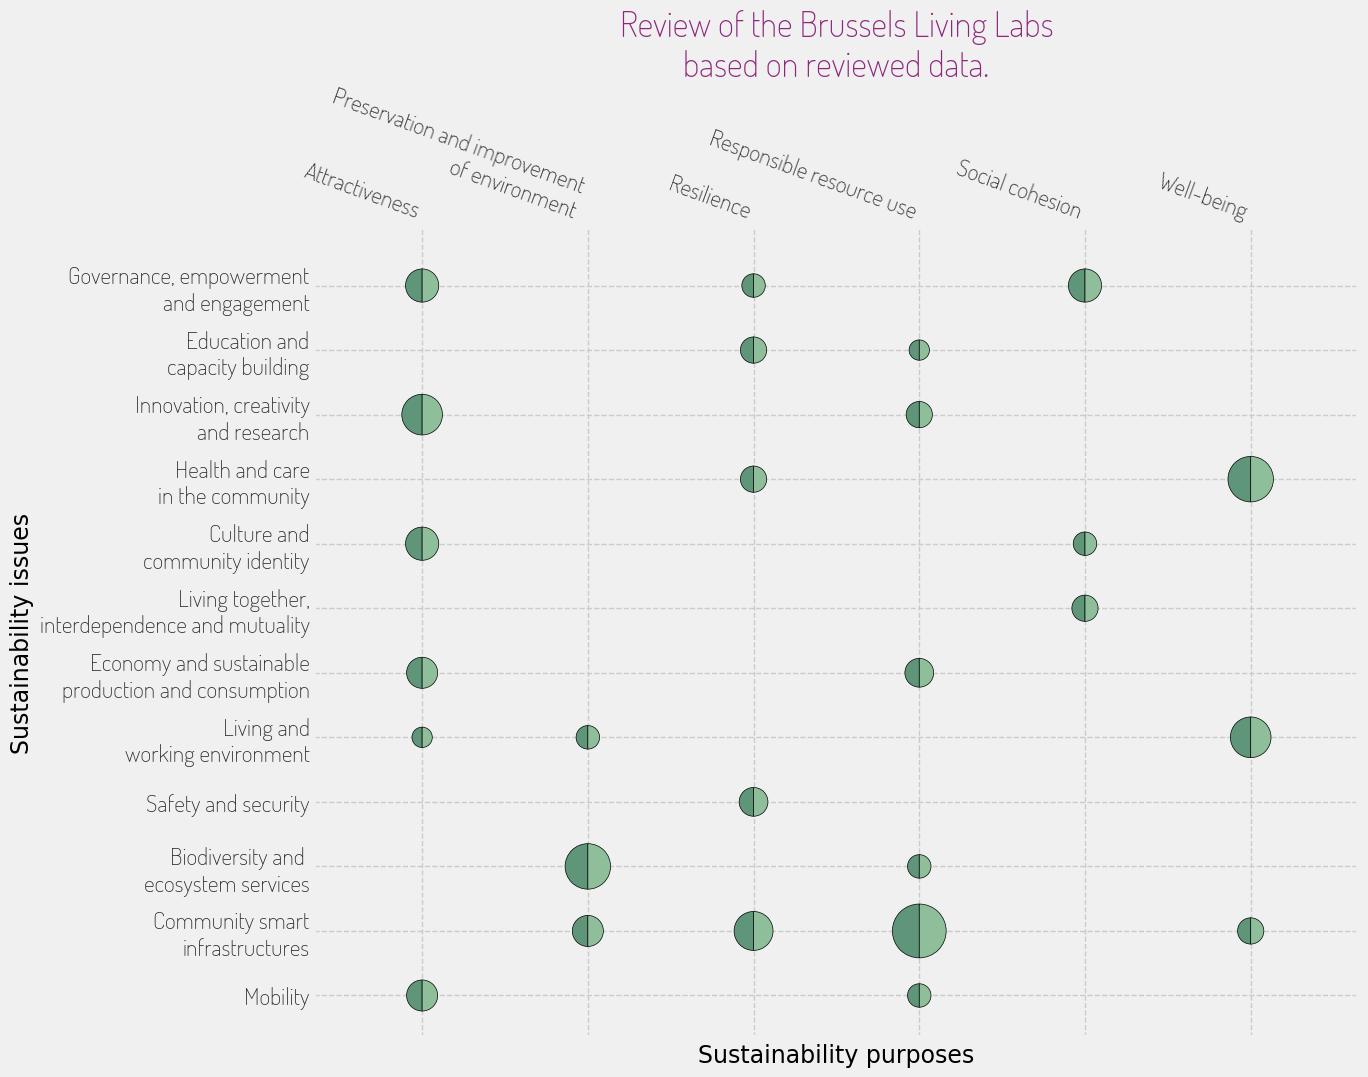 Review of the Brussels Living Labs
based on reviewed data.
Attractiveness
Preservation and improvement
of environment
Resilience
Responsible resource use
Social cohesion
Well-being
Governance, empowerment
and engagement
Education and
capacity building
Innovation, creativity
and research
Health and care
in the community
Culture and
community identity
Living together,
interdependence and mutuality
Economy and sustainable
production and consumption
Living and
working environment
Safety and security
Biodiversity and
ecosystem services
Community smart
infrastructures
Mobility
Sustainability issues
Sustainability purposes